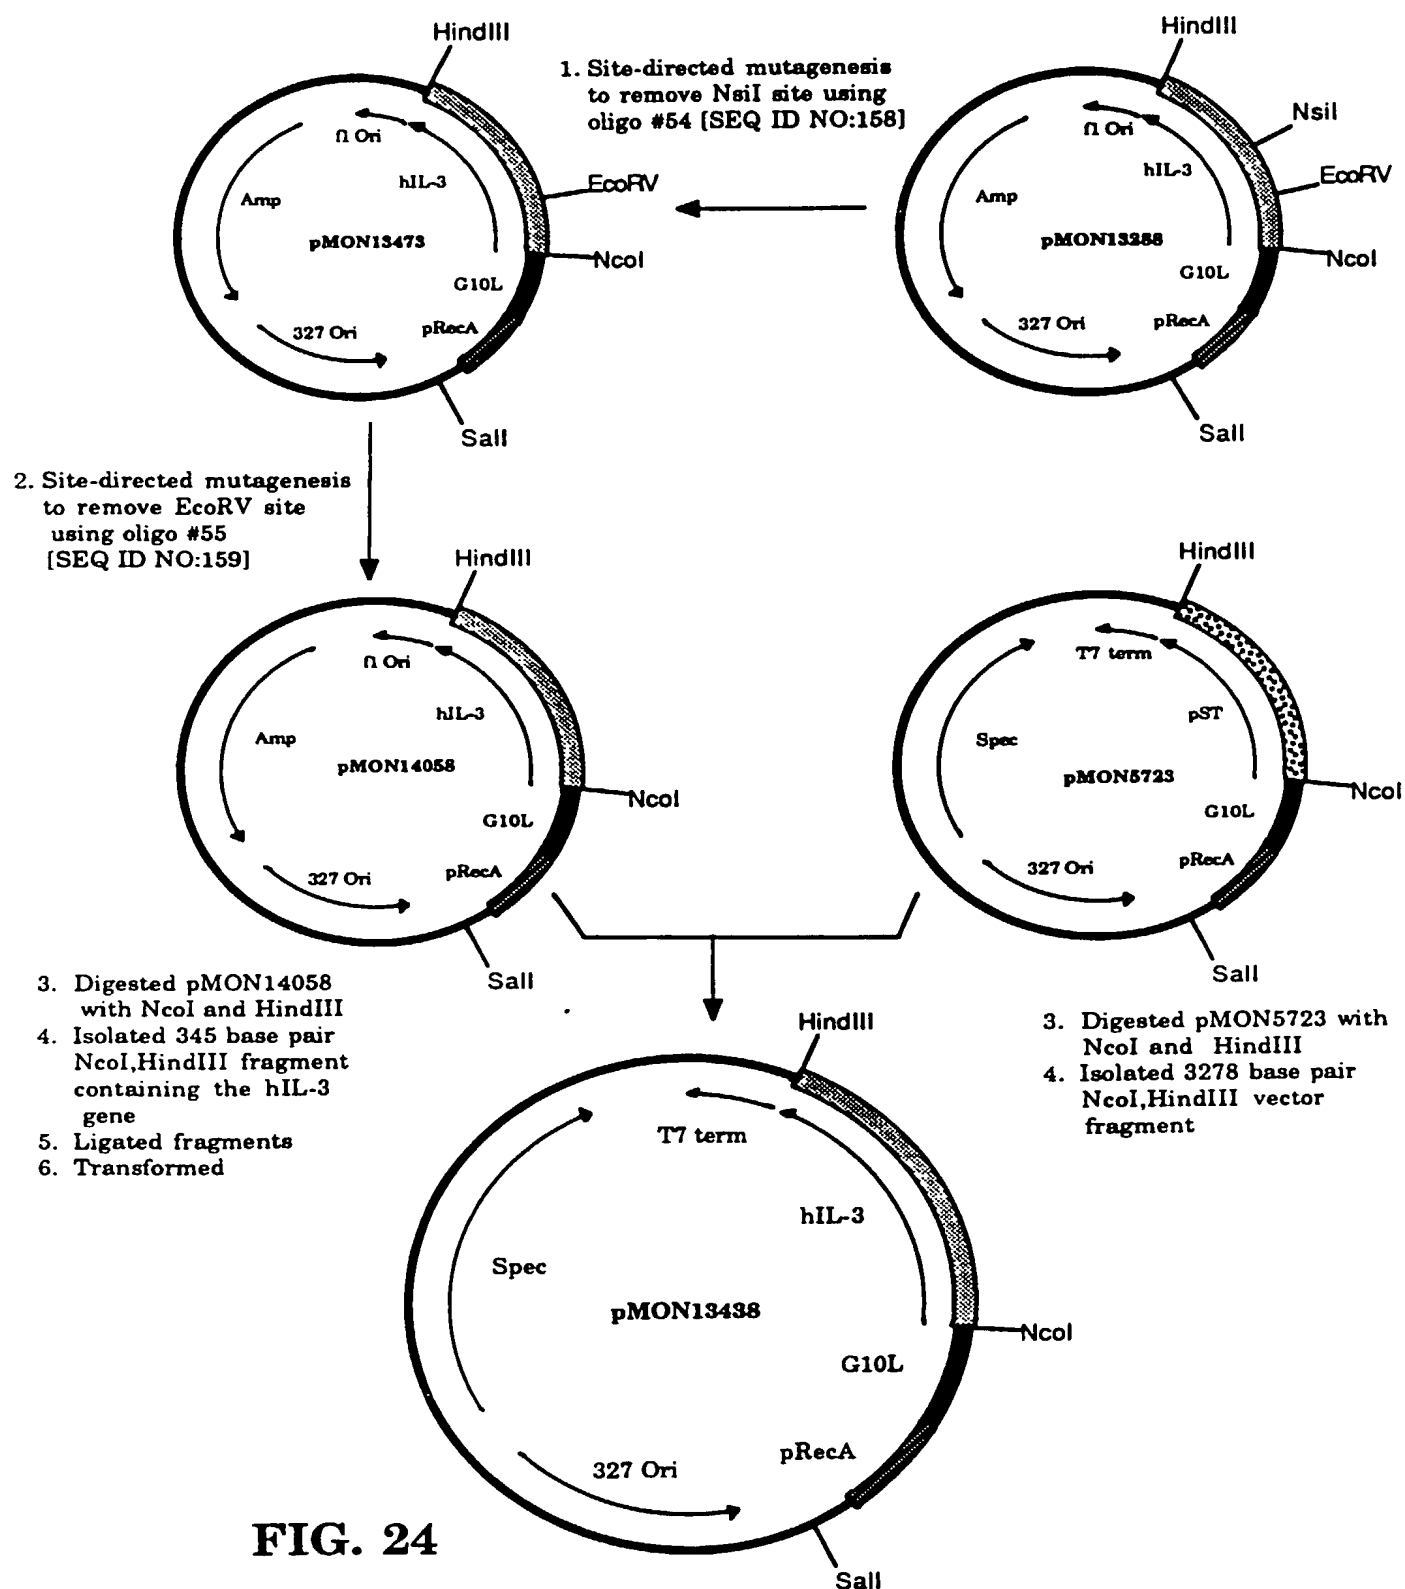 HindIII
f1 Ori
hIL-3
Amp
EcoRV
pMON13473
NcoI
G10L
pRecA
327 Ori
SalI
1. Site-directed mutagenesis
to remove NsiI site using
oligo #54 [SEQ ID NO:158]
HindIII
NsiI
f1 Ori
hIL-3
EcoRV
Amp
pMON13288
NcoI
G10L
pRecA
327 Ori
SalI
2. Site-directed mutagenesis
to remove EcoRV site
using oligo #55
[SEQ ID NO:159]
HindIII
f1 Ori
hIL-3
Amp
pMON14058
NcoI
G10L
pRecA
327 Ori
SalI
HindIII
T7 term
pST
Spec
pMON5723
NcoI
G10L
pRecA
327 Ori
SalI
3. Digested pMON14058
with NcoI and HindIII
4. Isolated 345 base pair
NcoI,HindIII fragment
containing the hIL-3
gene
5. Ligated fragments
6. Transformed
3. Digested pMON5723 with
NcoI and HindIII
4. Isolated 3278 base pair
NcoI,HindIII vector
fragment
HindIII
T7 term
hIL-3
Spec
pMON13438
NcoI
G10L
pRecA
327 Ori
SalI
FIG. 24